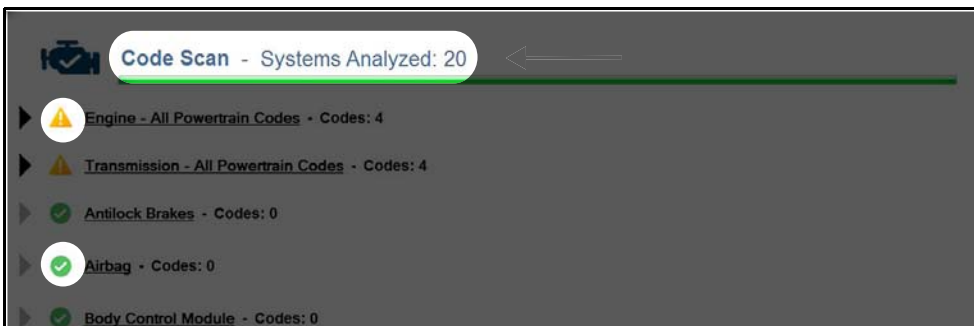 Code Scan - Systems Analyzed: 20
Engine - All Powertrain Codes - Codes: 4
Transmission - All Powertrain Codes - Codes: 4
Antilock Brakes - Codes: 0
Airbag - Codes: 0
Body Control Module - Codes: 0